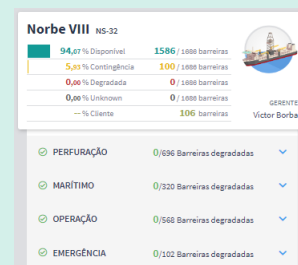 Norbe VIII NS-32
94,07 % Disponível 1586 / 1686 barreiras
5,93 % Contingência 100 / 1686 barreiras
0,00 % Degradada 0 / 1686 barreiras
0,00 % Unknown 0 / 1686 barreiras
— % Cliente 106 barreiras
GERENTE
Victor Borba
PERFURAÇÃO 0/696 Barreiras degradadas
MARÍTIMO 0/320 Barreiras degradadas
OPERAÇÃO 0/568 Barreiras degradadas
EMERGÊNCIA 0/102 Barreiras degradadas